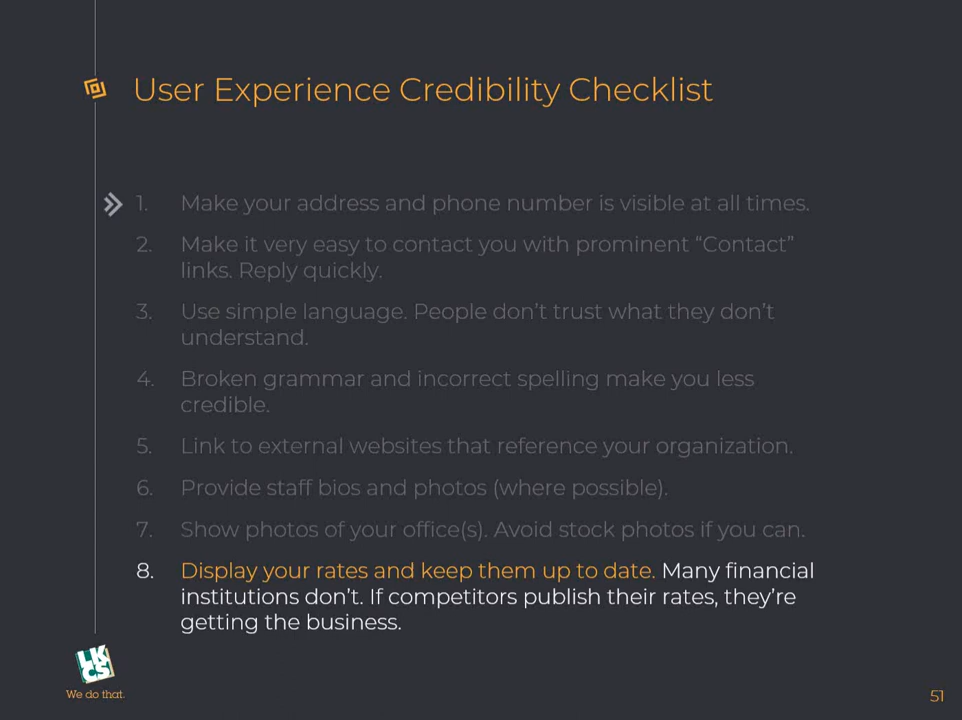 User Experience Credibility Checklist
1. Make your address and phone number is visible at all times.
2. Make it very easy to contact you with prominent “Contact”
links. Reply quickly.
3. Use simple language. People don’t trust what they don’t
understand.
4. Broken grammar and incorrect spelling make you less
credible.
5. Link to external websites that reference your organization.
6. Provide staff bios and photos (where possible).
7. Show photos of your office(s). Avoid stock photos if you can.
8. Display your rates and keep them up to date. Many financial
institutions don’t. If competitors publish their rates, they’re
getting the business.
LK
CS
We do that.
51